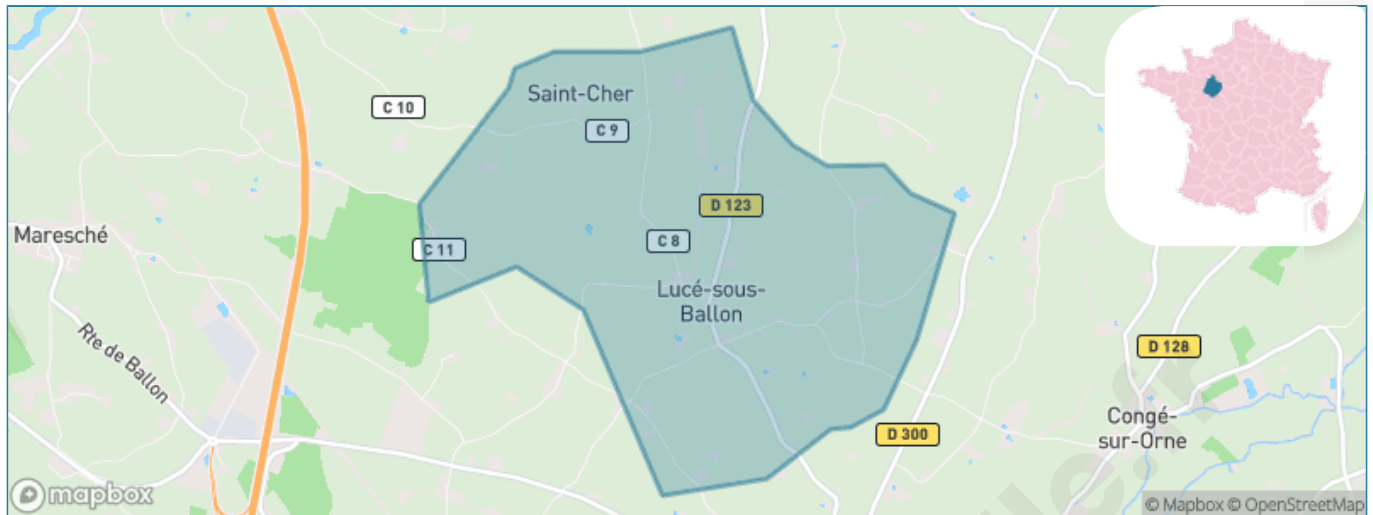 Saint-Cher
C 10
C 9
D 123
Maresché
C 11
C 8
Lucé-sous-
Ballon
Rte de Ballon
D 128
Congé-
sur-Orne
D 300
mapbox
© Mapbox © OpenStreetMap